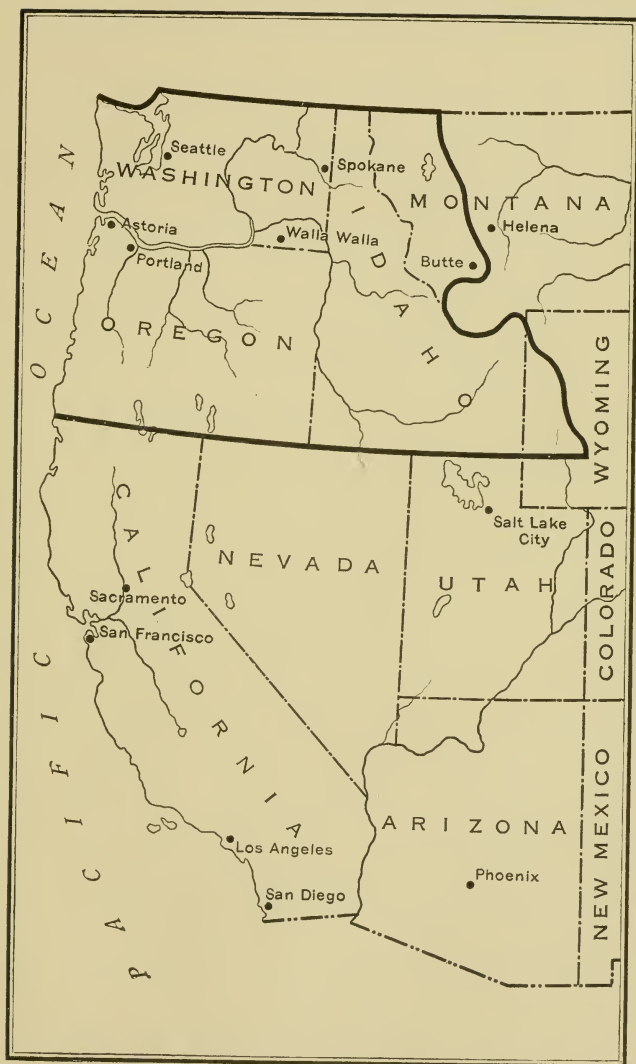 Seattle
WASHINGTON
Spokane
MONTANA
Helena
Astoria
Walla Walla
Portland
Butte
IDAHO
OREGON
WYOMING
OCEAN
Salt Lake
City
CALIFORNIA
NEVADA
UTAH
COLORADO
Sacramento
San Francisco
PACIFIC
ARIZONA
NEW MEXICO
Los Angeles
Phoenix
San Diego